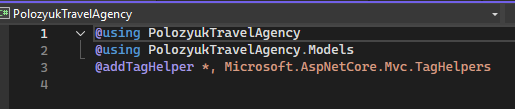 C# PolozyukTravelAgency
1 @using PolozyukTravelAgency
2 @using PolozyukTravelAgency.Models
3 @addTagHelper *, Microsoft.AspNetCore.Mvc.TagHelpers
4